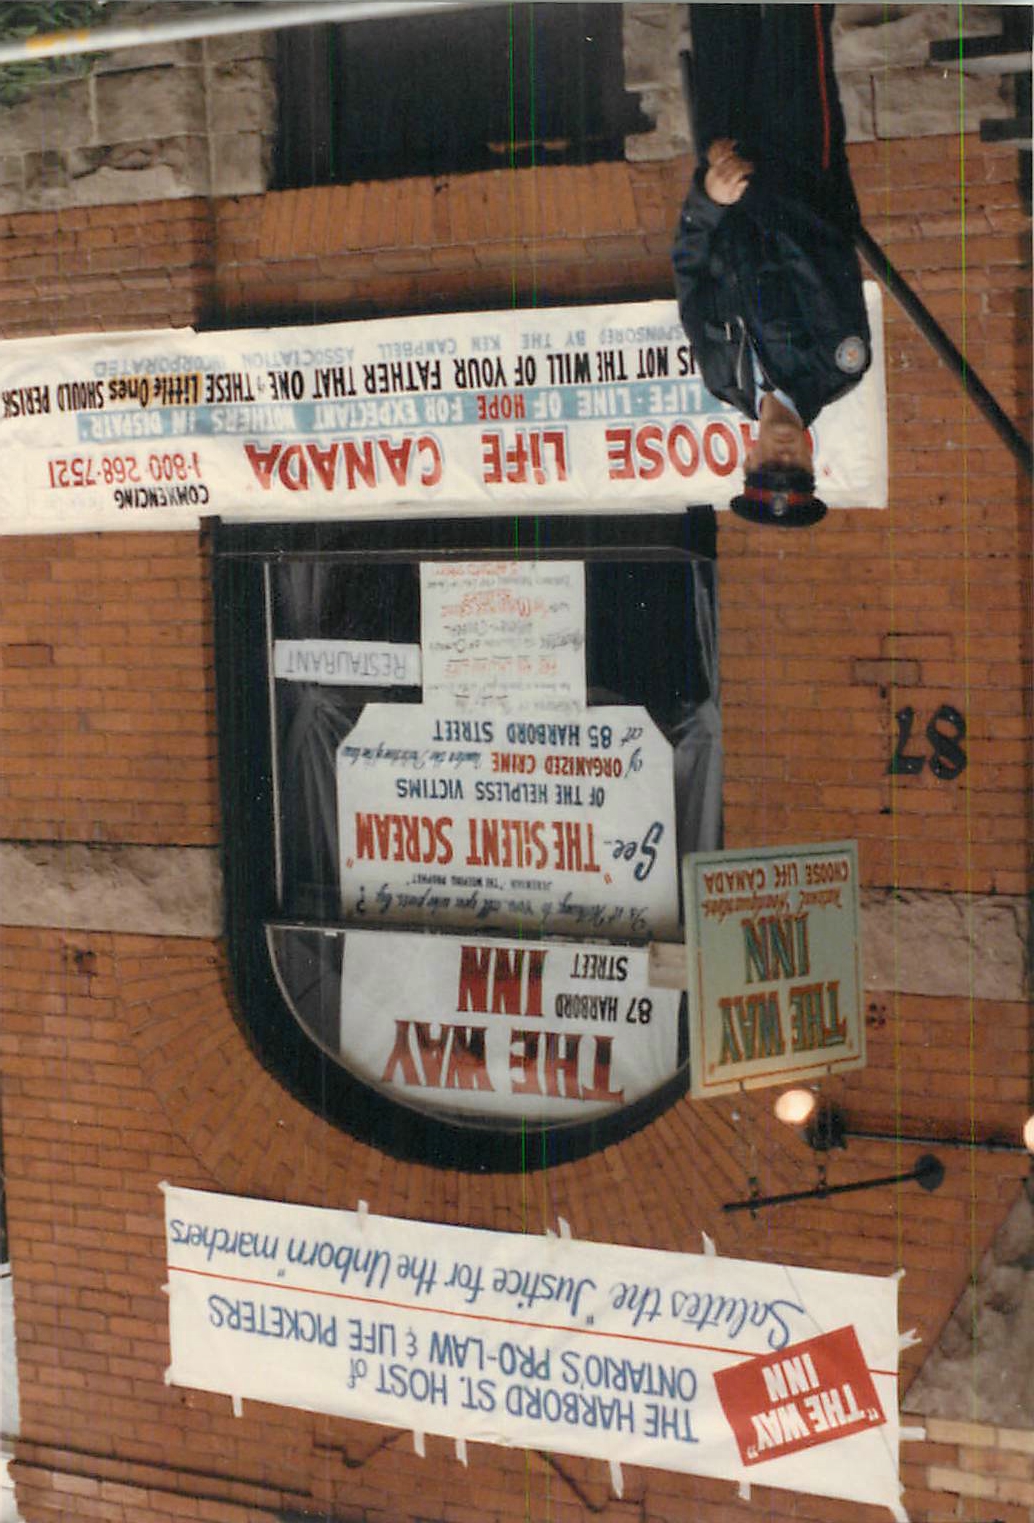 "THE WAY"
INN
THE HARBORD ST. HOST of
ONTARIO'S PRO-LAW & LIFE PICKETERS
Salutes the "Justice for the Unborn" marchers
"THE WAY"
INN
National Headquarters
CHOOSE LIFE CANADA
THE WAY
INN
87 HARBORD
STREET
Is it Nothing to You, all you who pass by?
JEREMIAH "THE WEEPING PROPHET"
See "THE SILENT SCREAM"
OF THE HELPLESS VICTIMS
of ORGANIZED CRIME under the Protection of the law
at 85 HARBORD STREET
87
RESTAURANT
HOOSE LIFE CANADA
COMMENCING
1-800-268-7521
LIFE-LINE OF HOPE FOR EXPECTANT MOTHERS IN DESPAIR"
IS NOT THE WILL OF YOUR FATHER THAT ONE of THESE Little Ones SHOULD PERISH
SPONSORED BY THE KEN CAMPBELL ASSOCIATION INCORPORATED